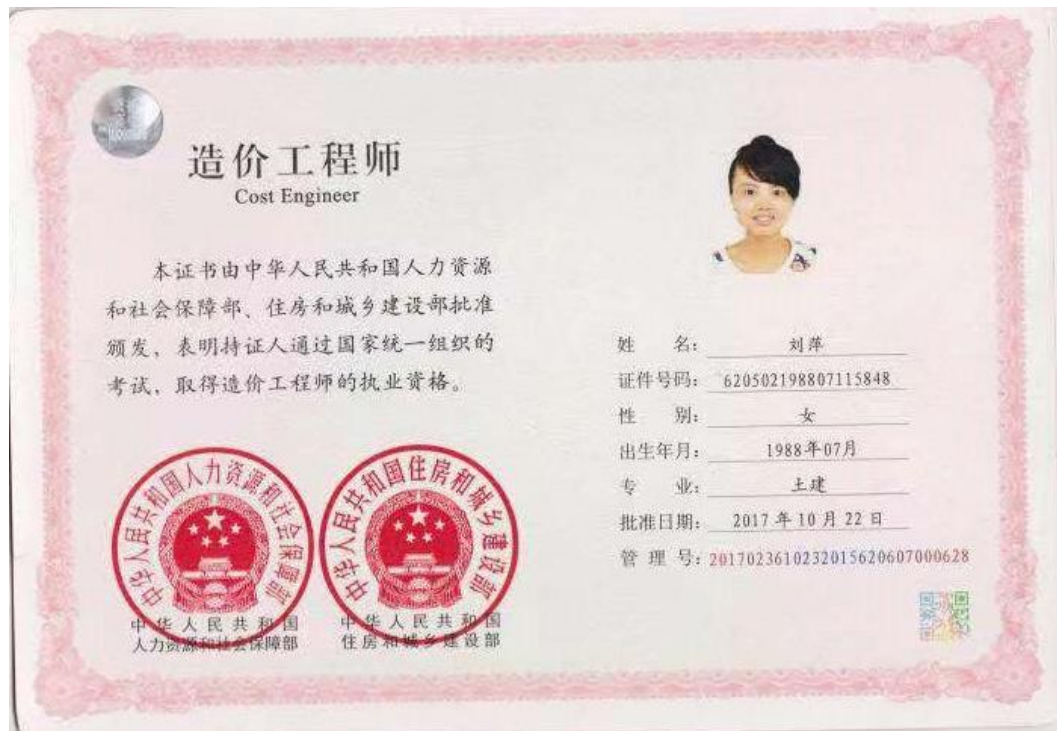 造价工程师
Cost Engineer
本证书由中华人民共和国人力资源
和社会保障部、住房和城乡建设部批准
颁发，表明持证人通过国家统一组织的
考试，取得造价工程师的执业资格。
中华人民共和国人力资源和社会保障部
中华人民共和国住房和城乡建设部
中华人民共和国
人力资源和社会保障部
中华人民共和国
住房和城乡建设部
姓 名：刘萍
证件号码：620502198807115848
性 别：女
出生年月：1988年07月
专 业：土建
批准日期：2017年10月22日
管 理 号：2017023610232015620607000628